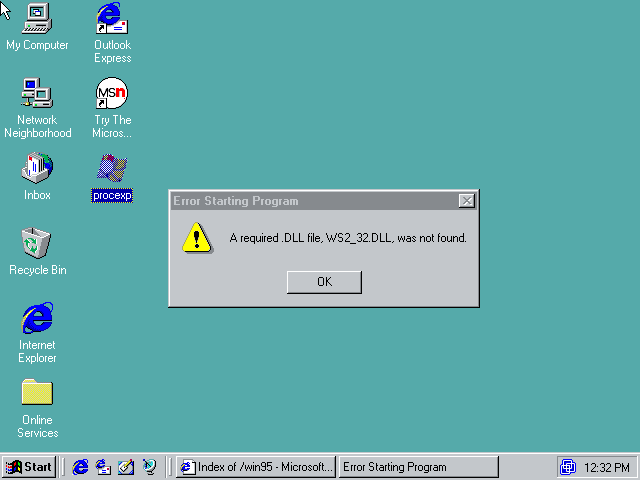 My Computer
Outlook
Express
Network
Neighborhood
MSn
Try The
Micros...
Inbox
procexp
Recycle Bin
Internet
Explorer
Online
Services
Error Starting Program
A required .DLL file, WS2_32.DLL, was not found.
OK
Start
Index of /win95 - Microsoft...
Error Starting Program
12:32 PM